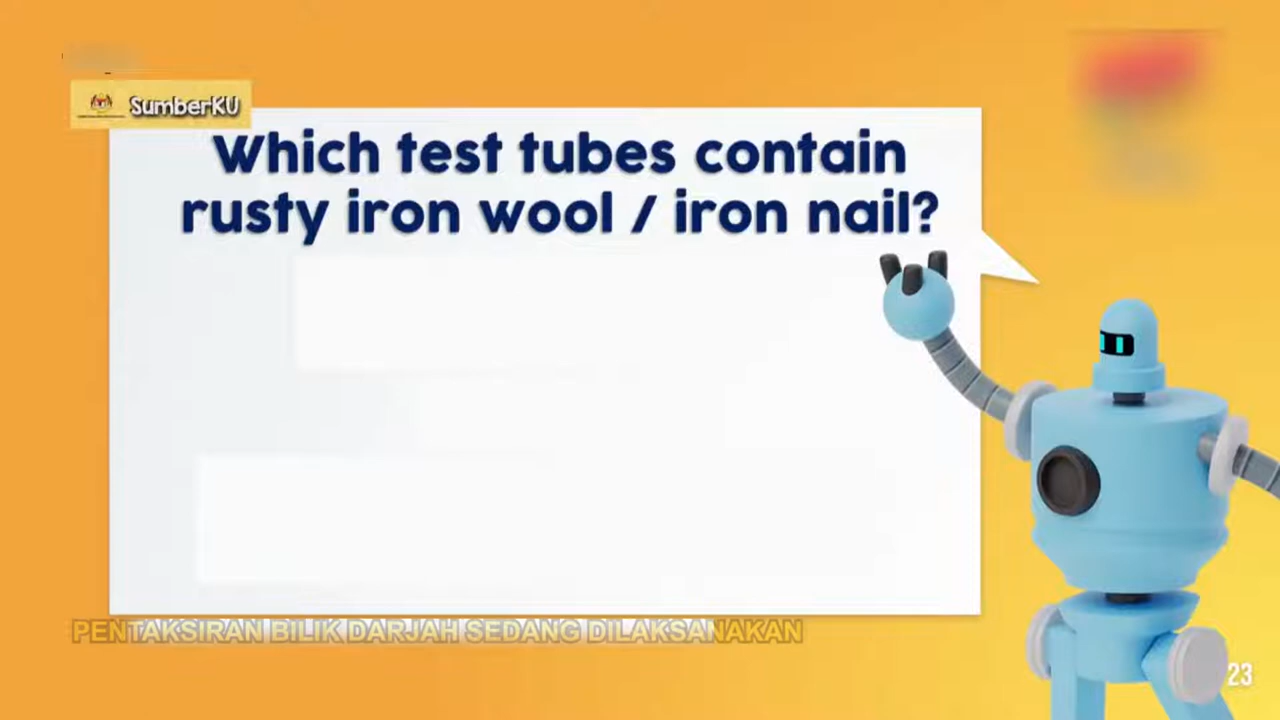 SumberKU
Which test tubes contain
rusty iron wool / iron nail?
PENTAKSIRAN BILIK DARJAH SEDANG DILAKSANAKAN
23